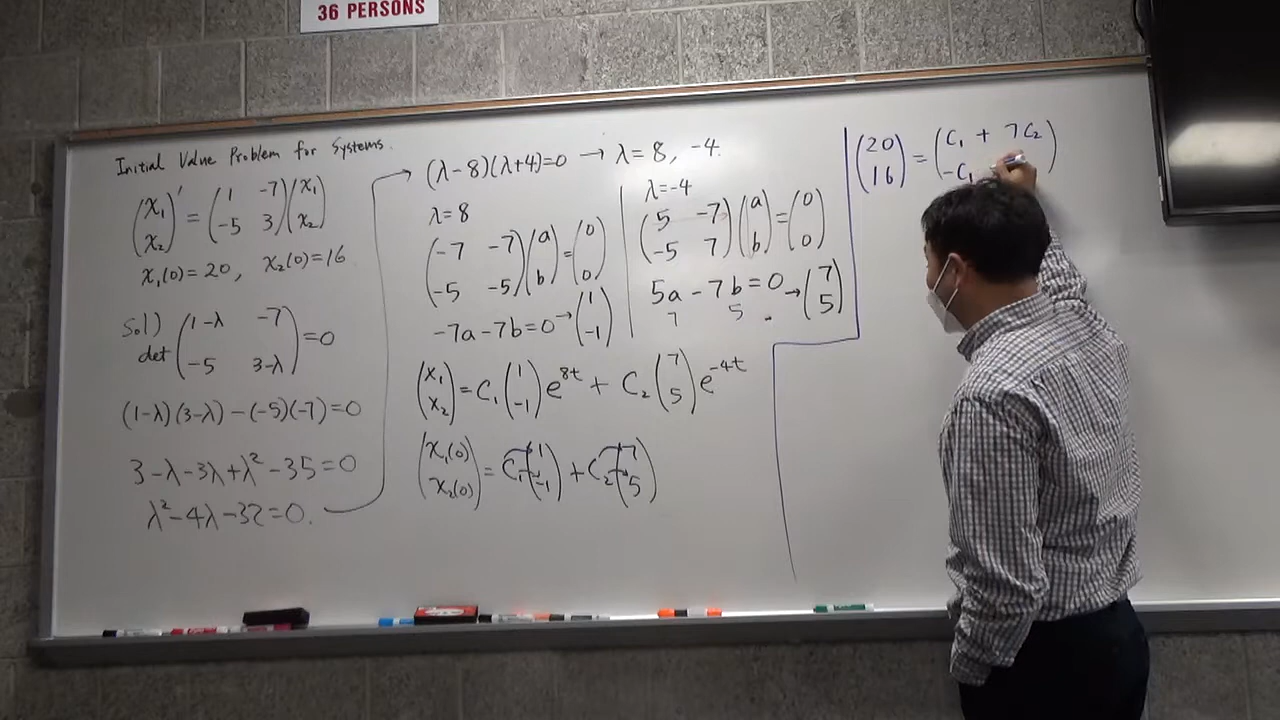 36 PERSONS
Initial Value Problem for Systems.
(x₁
x₂)' = (1 -7
-5 3)(x₁
x₂)
x₁(0)=20, x₂(0)=16
Sol)
det (1-λ -7
-5 3-λ) =0
(1-λ)(3-λ) - (-5)(-7) =0
3-λ-3λ+λ²-35=0
λ²-4λ-32=0.
(λ-8)(λ+4)=0 → λ=8, -4.
λ=8
(-7 -7
-5 -5)(a
b)=(0
0)
-7a-7b=0 → (1
-1)
λ=-4
(5 -7
-5 7)(a
b)=(0
0)
5a - 7b=0 → (7
5)
7 5
(x₁
x₂)=C₁(1
-1)e^8t + C₂(7
5)e^-4t
(x₁(0)
x₂(0))=C₁(1
-1)+C₂(7
5)
(20
16) = (C₁ + 7C₂
-C₁ )